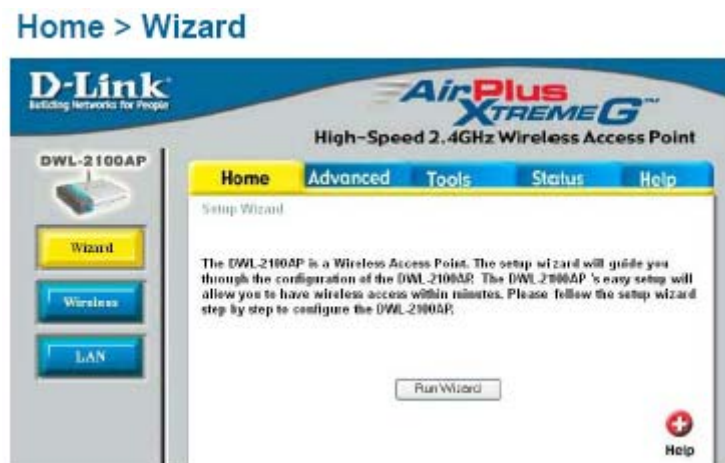 Home > Wizard
D-Link
Building Networks for People
AirPlus
XTREME G™
High-Speed 2.4GHz Wireless Access Point
DWL-2100AP
Home Advanced Tools Status Help
Setup Wizard
Wizard
The DWL-2100AP is a Wireless Access Point. The setup wizard will guide you
through the configuration of the DWL-2100AP. The DWL-2100AP 's easy setup will
allow you to have wireless access within minutes. Please follow the setup wizard
step by step to configure the DWL-2100AP.
Wireless
LAN
Run Wizard
Help